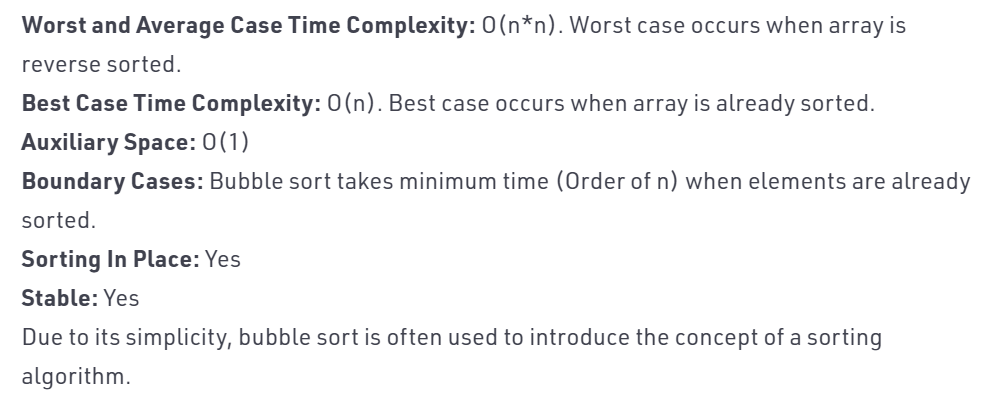 Worst and Average Case Time Complexity: O(n*n). Worst case occurs when array is
reverse sorted.
Best Case Time Complexity: O(n). Best case occurs when array is already sorted.
Auxiliary Space: O(1)
Boundary Cases: Bubble sort takes minimum time (Order of n) when elements are already
sorted.
Sorting In Place: Yes
Stable: Yes
Due to its simplicity, bubble sort is often used to introduce the concept of a sorting
algorithm.